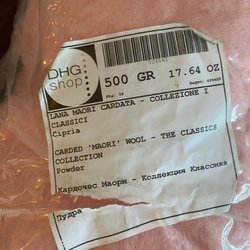 DHG
shop
500 GR 17.64 OZ
LANA MAORI CARDATA - COLLEZIONE I
CLASSICI
Cipria
CARDED 'MAORI' WOOL - THE CLASSICS
COLLECTION
Powder
Кардочес Маори - Коллекция Классика
Пудра